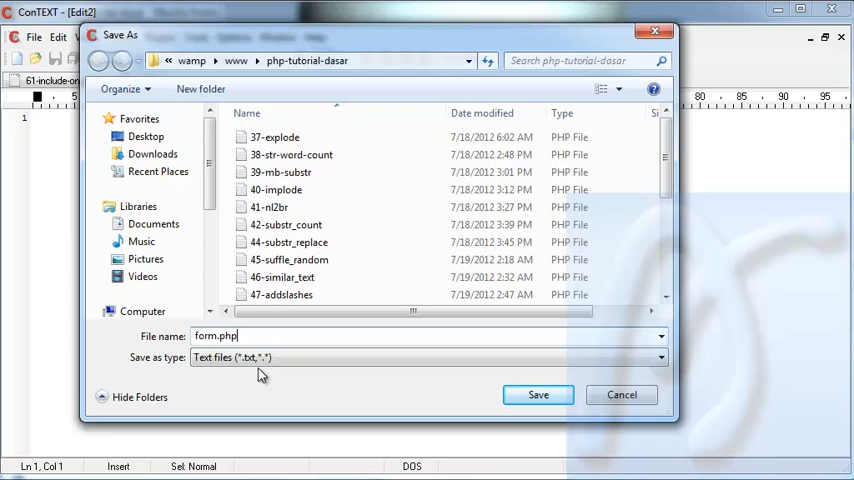 ConTEXT - [Edit2]
File
Save As
wamp
www
php-tutorial-dasar
Search php-tutorial-dasar
Organize
New folder
61-include-on
80 85 90 95
1
Favorites
Desktop
Downloads
Recent Places
Libraries
Documents
Music
Pictures
Videos
Computer
Name Date modified Type Si
37-explode 7/18/2012 6:02 AM PHP File
38-str-word-count 7/18/2012 2:48 PM PHP File
39-mb-substr 7/18/2012 3:01 PM PHP File
40-implode 7/18/2012 3:12 PM PHP File
41-nl2br 7/18/2012 3:27 PM PHP File
42-substr_count 7/18/2012 3:39 PM PHP File
44-substr_replace 7/18/2012 3:45 PM PHP File
45-suffle_random 7/19/2012 2:18 AM PHP File
46-similar_text 7/19/2012 2:32 AM PHP File
47-addslashes 7/19/2012 2:47 AM PHP File
File name: form.php
Save as type: Text files (*.txt,*.*)
Hide Folders
Save
Cancel
Ln 1, Col 1 Insert Sel: Normal DOS